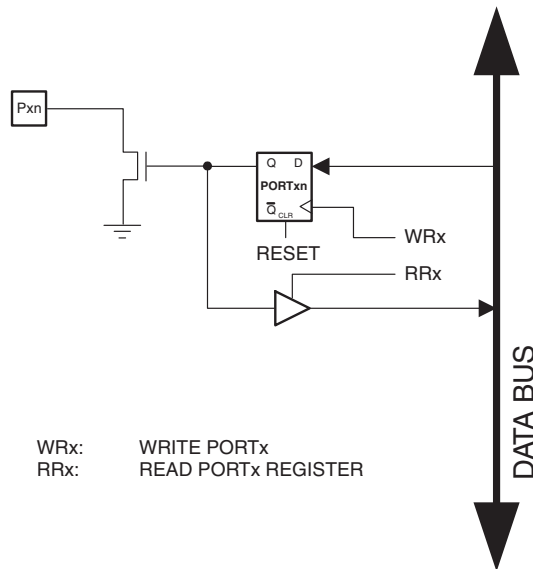 Pxn
Q D
PORTxn
Q CLR
RESET
WRx
RRx
DATA BUS
WRx: WRITE PORTx
RRx: READ PORTx REGISTER